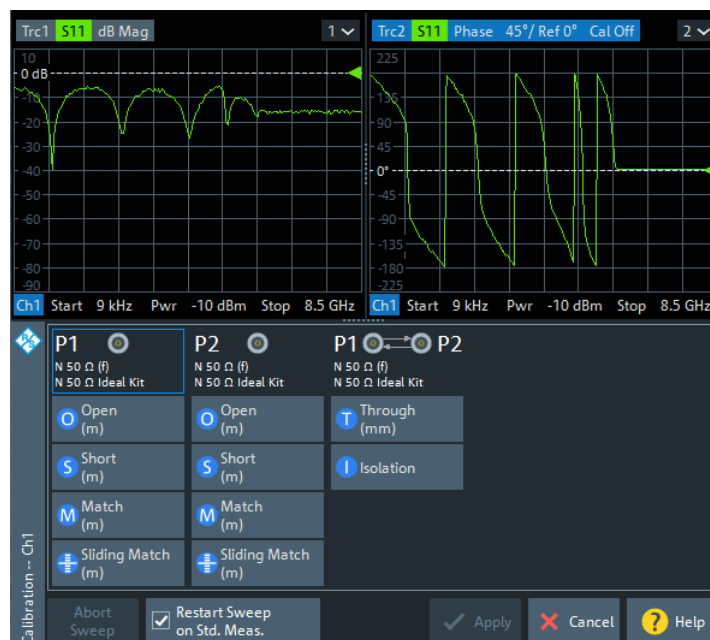 Trc1 S11 dB Mag 1
Trc2 S11 Phase 45°/ Ref 0° Cal Off 2
10
0 dB
-10
-20
-30
-40
-50
-60
-70
-80
-90
225
135
90
45
0°
-45
-90
-135
-180
-225
Ch1 Start 9 kHz Pwr -10 dBm Stop 8.5 GHz
Ch1 Start 9 kHz Pwr -10 dBm Stop 8.5 GHz
P1
N 50 Ω (f)
N 50 Ω Ideal Kit
O Open
(m)
S Short
(m)
M Match
(m)
Sliding Match
(m)
P2
N 50 Ω (f)
N 50 Ω Ideal Kit
O Open
(m)
S Short
(m)
M Match
(m)
Sliding Match
(m)
P1 P2
N 50 Ω (f)
N 50 Ω Ideal Kit
T Through
(mm)
I Isolation
Calibration -- Ch1
Abort
Sweep
Restart Sweep
on Std. Meas.
Apply
Cancel
? Help